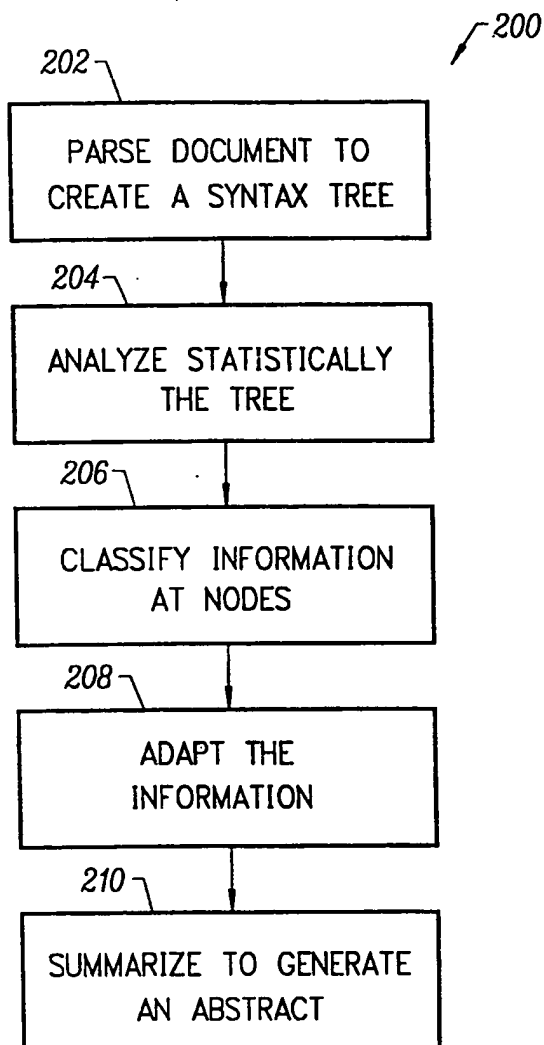 200
202
PARSE DOCUMENT TO
CREATE A SYNTAX TREE
204
ANALYZE STATISTICALLY
THE TREE
206
CLASSIFY INFORMATION
AT NODES
208
ADAPT THE
INFORMATION
210
SUMMARIZE TO GENERATE
AN ABSTRACT